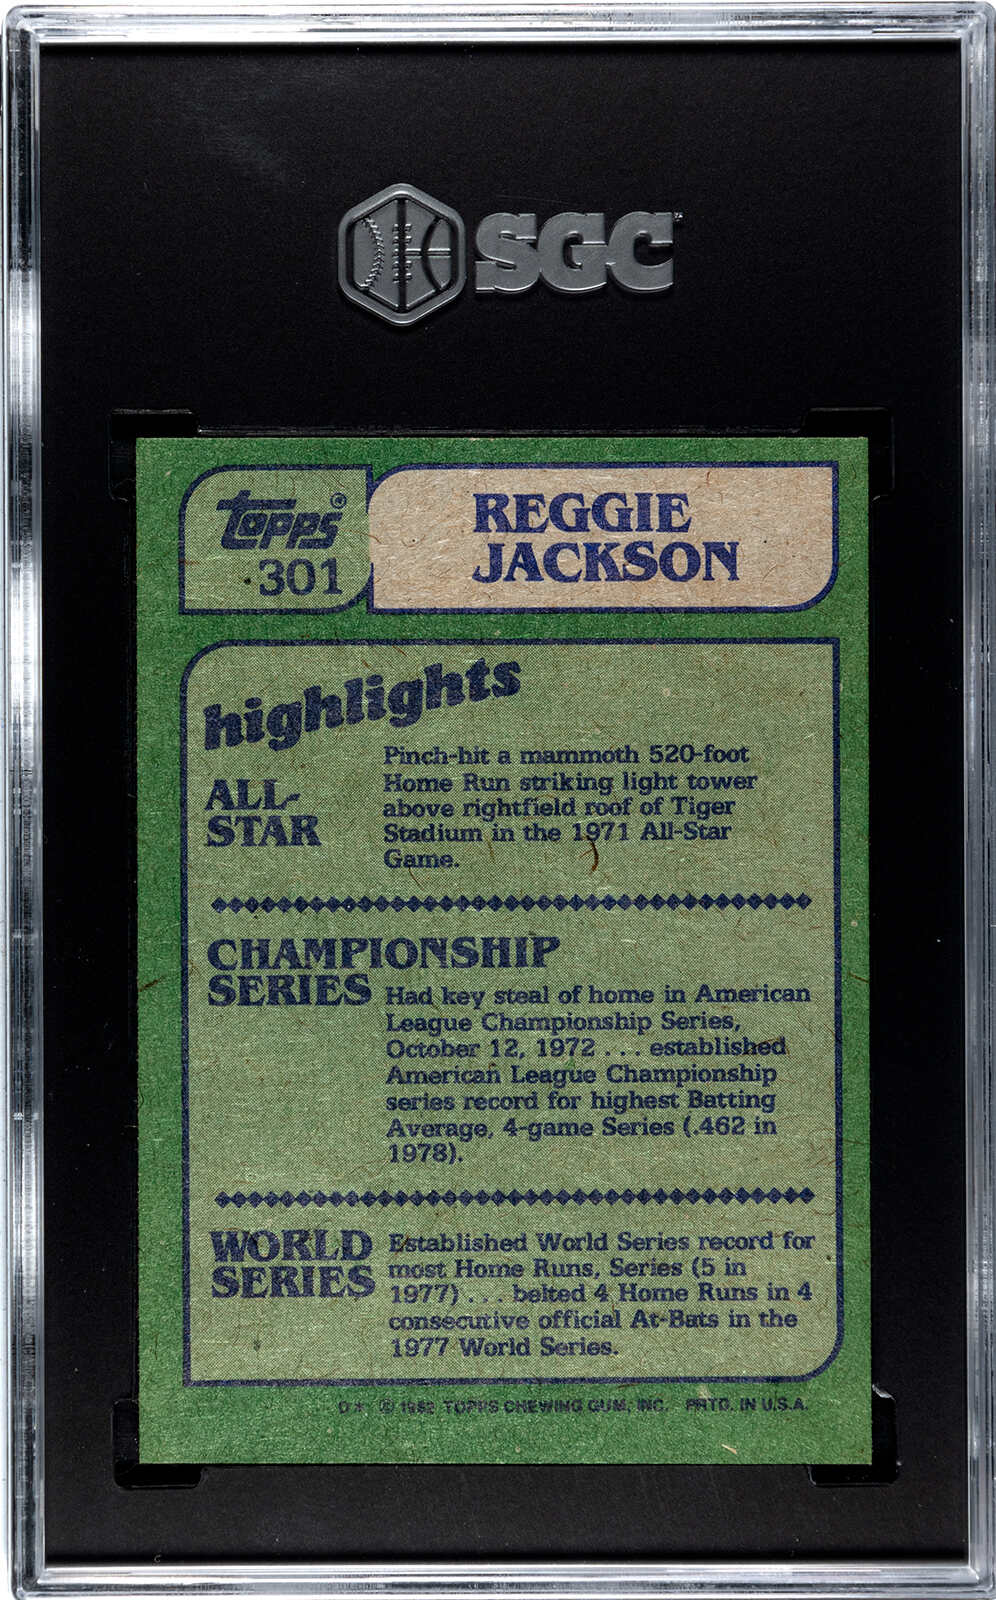 SGC
topps®
301
REGGIE
JACKSON
highlights
ALL-
STAR
Pinch-hit a mammoth 520-foot
Home Run striking light tower
above rightfield roof of Tiger
Stadium in the 1971 All-Star
Game.
CHAMPIONSHIP
SERIES
Had key steal of home in American
League Championship Series,
October 12, 1972 ... established
American League Championship
series record for highest Batting
Average, 4-game Series (.462 in
1978).
WORLD
SERIES
Established World Series record for
most Home Runs, Series (5 in
1977) ... belted 4 Home Runs in 4
consecutive official At-Bats in the
1977 World Series.
© 1982 TOPPS CHEWING GUM, INC. PRTD. IN U.S.A.